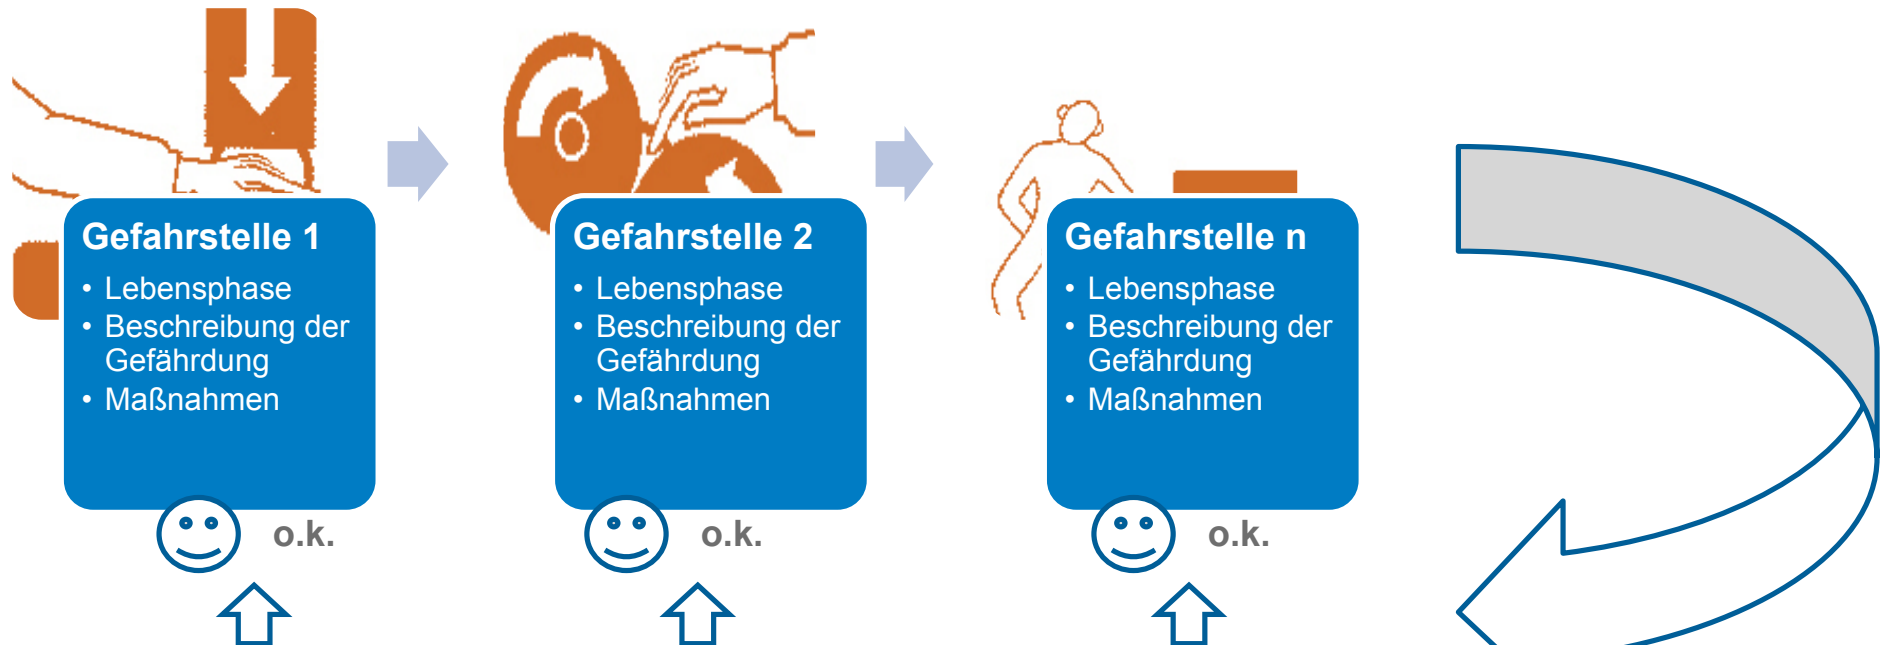 Gefahrstelle 1
• Lebensphase
• Beschreibung der
Gefährdung
• Maßnahmen
o.k.
Gefahrstelle 2
• Lebensphase
• Beschreibung der
Gefährdung
• Maßnahmen
o.k.
Gefahrstelle n
• Lebensphase
• Beschreibung der
Gefährdung
• Maßnahmen
o.k.